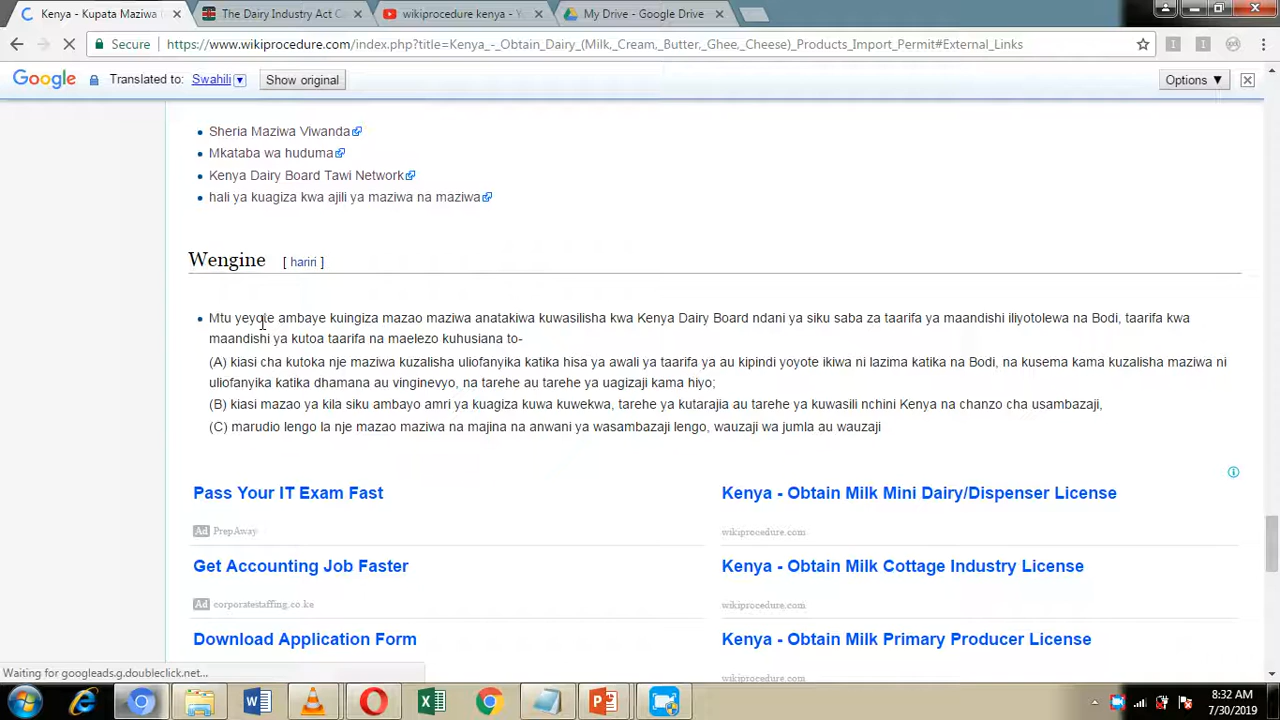 Kenya - Kupata Maziwa
The Dairy Industry Act C
wikiprocedure kenya - Y
My Drive - Google Drive
Secure
https://www.wikiprocedure.com/index.php?title=Kenya_-_Obtain_Dairy_(Milk,_Cream,_Butter,_Ghee,_Cheese)_Products_Import_Permit#External_Links
Google Translated to: Swahili Show original Options ▼
Sheria Maziwa Viwanda
Mkataba wa huduma
Kenya Dairy Board Tawi Network
hali ya kuagiza kwa ajili ya maziwa na maziwa
Wengine [ hariri ]
Mtu yeyote ambaye kuingiza mazao maziwa anatakiwa kuwasilisha kwa Kenya Dairy Board ndani ya siku saba za taarifa ya maandishi iliyotolewa na Bodi, taarifa kwa
maandishi ya kutoa taarifa na maelezo kuhusiana to-
(A) kiasi cha kutoka nje maziwa kuzalisha uliofanyika katika hisa ya awali ya taarifa ya au kipindi yoyote ikiwa ni lazima katika na Bodi, na kusema kama kuzalisha maziwa ni
uliofanyika katika dhamana au vinginevyo, na tarehe au tarehe ya uagizaji kama hiyo;
(B) kiasi mazao ya kila siku ambayo amri ya kuagiza kuwa kuwekwa, tarehe ya kutarajia au tarehe ya kuwasili nchini Kenya na chanzo cha usambazaji,
(C) marudio lengo la nje mazao maziwa na majina na anwani ya wasambazaji lengo, wauzaji wa jumla au wauzaji
Pass Your IT Exam Fast
Ad PrepAway
Kenya - Obtain Milk Mini Dairy/Dispenser License
wikiprocedure.com
Get Accounting Job Faster
Ad corporatestaffing.co.ke
Kenya - Obtain Milk Cottage Industry License
wikiprocedure.com
Download Application Form
Kenya - Obtain Milk Primary Producer License
wikiprocedure.com
Waiting for googleads.g.doubleclick.net...
8:32 AM
7/30/2019